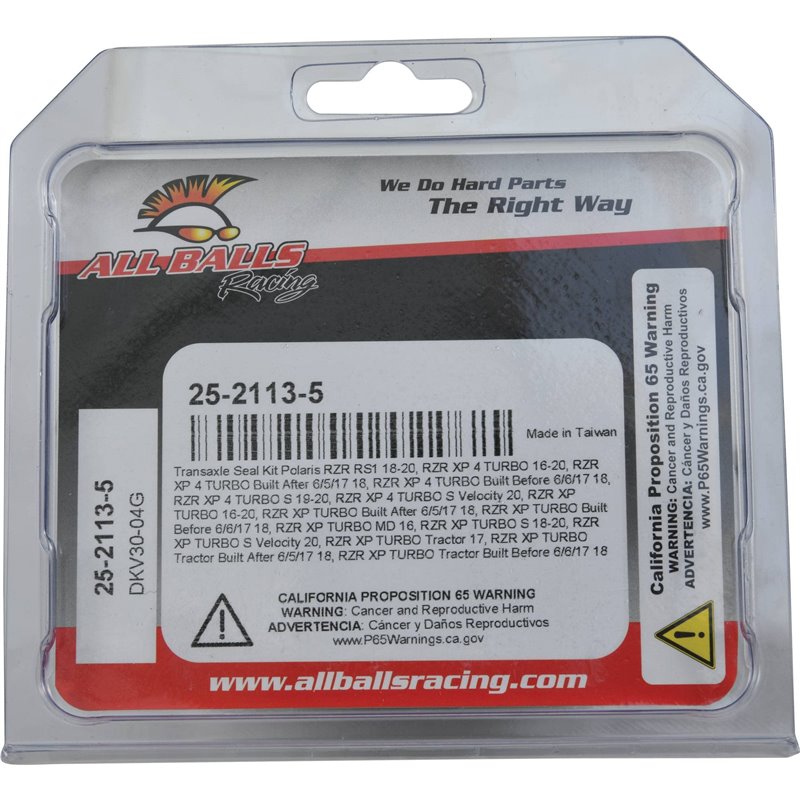 We Do Hard Parts
The Right Way
ALL BALLS
Racing
25-2113-5
Made in Taiwan
Transaxle Seal Kit Polaris RZR RS1 18-20, RZR XP 4 TURBO 16-20, RZR
XP 4 TURBO Built After 6/5/17 18, RZR XP 4 TURBO Built Before 6/6/17 18,
RZR XP 4 TURBO S 19-20, RZR XP 4 TURBO S Velocity 20, RZR XP
TURBO 16-20, RZR XP TURBO Built After 6/5/17 18, RZR XP TURBO Built
Before 6/6/17 18, RZR XP TURBO MD 16, RZR XP TURBO S 18-20, RZR
XP TURBO S Velocity 20, RZR XP TURBO Tractor 17, RZR XP TURBO
Tractor Built After 6/5/17 18, RZR XP TURBO Tractor Built Before 6/6/17 18
CALIFORNIA PROPOSITION 65 WARNING
WARNING: Cancer and Reproductive Harm
ADVERTENCIA: Cáncer y Daños Reproductivos
www.P65Warnings.ca.gov
25-2113-5
DKV30-04G
California Proposition 65 Warning
WARNING: Cancer and Reproductive Harm
ADVERTENCIA: Cáncer y Daños Reproductivos
www.P65Warnings.ca.gov
www.allballsracing.com